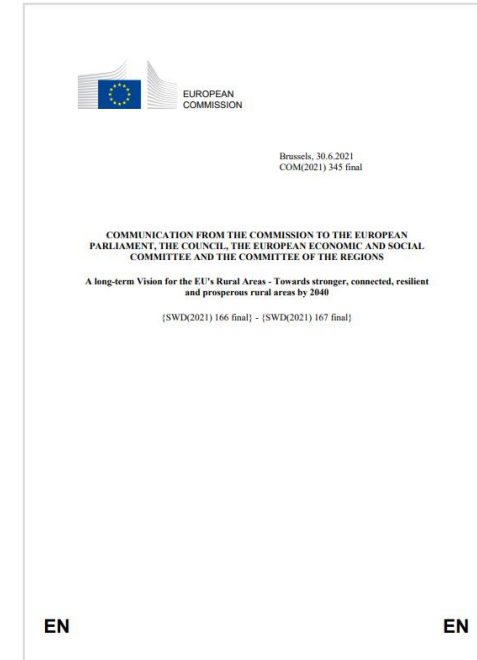 EUROPEAN
COMMISSION
Brussels, 30.6.2021
COM(2021) 345 final
COMMUNICATION FROM THE COMMISSION TO THE EUROPEAN
PARLIAMENT, THE COUNCIL, THE EUROPEAN ECONOMIC AND SOCIAL
COMMITTEE AND THE COMMITTEE OF THE REGIONS
A long-term Vision for the EU's Rural Areas - Towards stronger, connected, resilient
and prosperous rural areas by 2040
{SWD(2021) 166 final} - {SWD(2021) 167 final}
EN EN